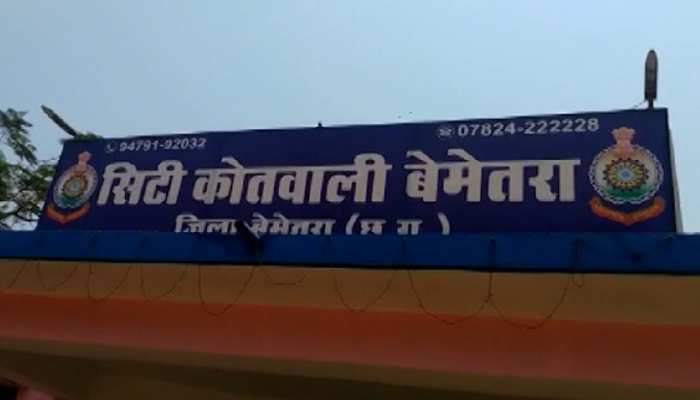 94791-92032 07824-222228
सिटी कोतवाली बेमेतरा
जिला बेमेतरा (छ.ग.)